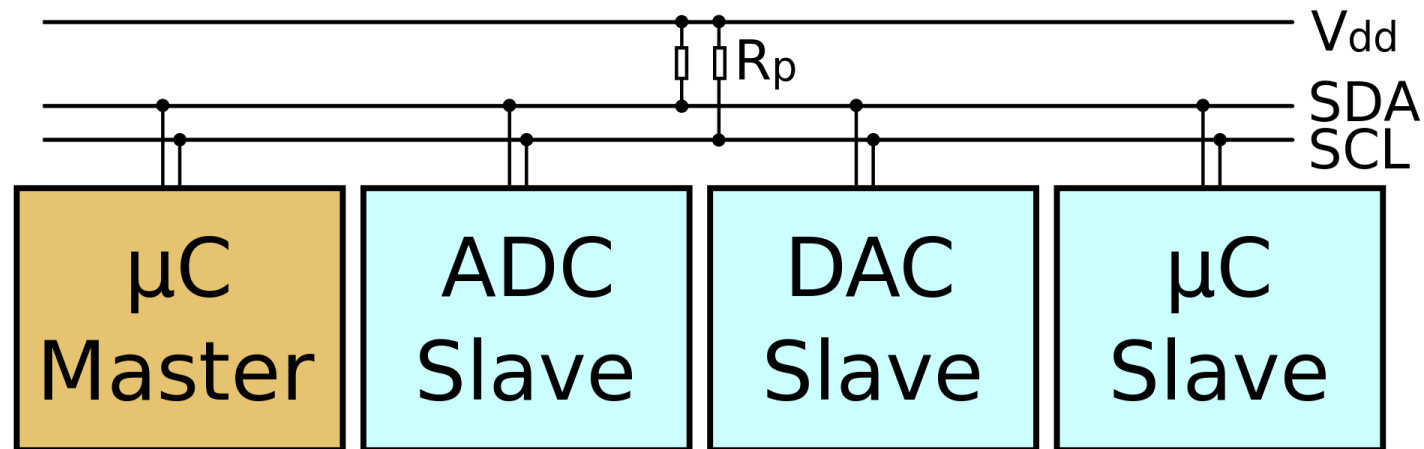 Vdd
Rp
SDA
SCL
µC
Master
ADC
Slave
DAC
Slave
µC
Slave